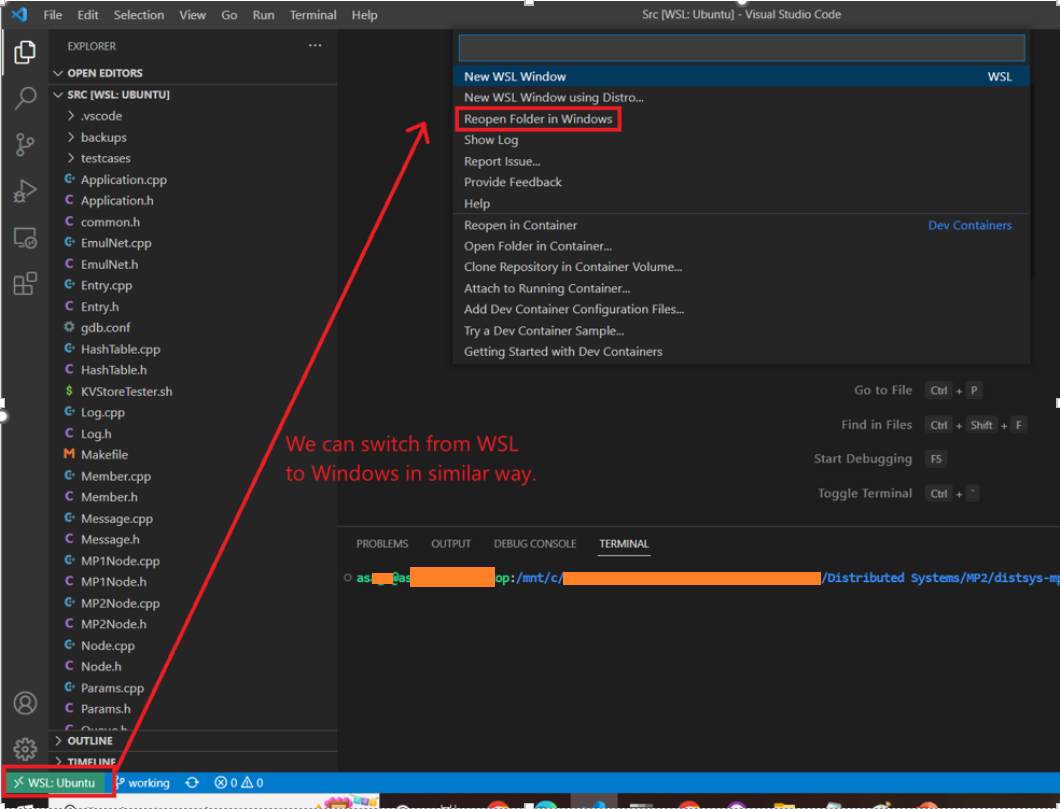 File Edit Selection View Go Run Terminal Help
Src [WSL: Ubuntu] - Visual Studio Code
EXPLORER
OPEN EDITORS
SRC [WSL: UBUNTU]
.vscode
backups
testcases
Application.cpp
Application.h
common.h
EmulNet.cpp
EmulNet.h
Entry.cpp
Entry.h
gdb.conf
HashTable.cpp
HashTable.h
KVStoreTester.sh
Log.cpp
Log.h
Makefile
Member.cpp
Member.h
Message.cpp
Message.h
MP1Node.cpp
MP1Node.h
MP2Node.cpp
MP2Node.h
Node.cpp
Node.h
Params.cpp
Params.h
Queue.h
OUTLINE
TIMELINE
New WSL Window WSL
New WSL Window using Distro...
Reopen Folder in Windows
Show Log
Report Issue...
Provide Feedback
Help
Reopen in Container Dev Containers
Open Folder in Container...
Clone Repository in Container Volume...
Attach to Running Container...
Add Dev Container Configuration Files...
Try a Dev Container Sample...
Getting Started with Dev Containers
Go to File Ctrl + P
Find in Files Ctrl + Shift + F
Start Debugging F5
Toggle Terminal Ctrl + `
We can switch from WSL
to Windows in similar way.
PROBLEMS OUTPUT DEBUG CONSOLE TERMINAL
op:/mnt/c/ /Distributed Systems/MP2/distsys-mp
WSL: Ubuntu working 0 0